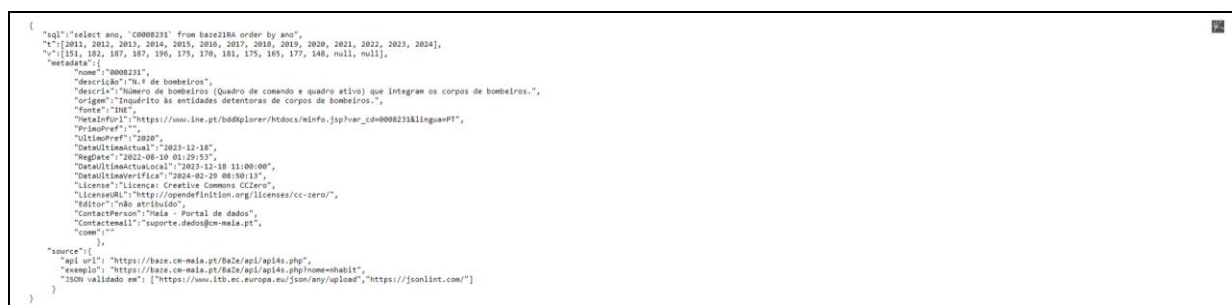 {
"sql":"select ano, `C0008231` from baze21RA order by ano"
"t":[2011, 2012, 2013, 2014, 2015, 2016, 2017, 2018, 2019, 2020, 2021, 2022, 2023, 2024],
"v":[151, 182, 187, 187, 196, 175, 170, 181, 175, 165, 177, 148, null, null],
"metadata":{
"nome":"0008231",
"descrição":"N.º de bombeiros",
"descri+":"Número de bombeiros (Quadro de comando e quadro ativo) que integram os corpos de bombeiros.",
"origem":"Inquérito às entidades detentoras de corpos de bombeiros.",
"fonte":"INE",
"MetaInfUrl":"https://www.ine.pt/bddXplorer/htdocs/minfo.jsp?var_cd=0008231&lingua=PT",
"PrimoPref":"",
"UltimoPref":"2020",
"DataUltimaActual":"2023-12-18",
"RegDate":"2022-08-10 01:29:53",
"DataUltimaActuaLocal":"2023-12-18 11:00:00",
"DataUltimaVerifica":"2024-02-29 08:50:13",
"License":"Licença: Creative Commons CCZero",
"LicenseURL":"http://opendefinition.org/licenses/cc-zero/",
"Editor":"não atribuído",
"ContactPerson":"Maia - Portal de dados",
"Contactemail":"suporte.dados@cm-maia.pt",
"comm":""
},
"source":{
"api url": "https://baze.cm-maia.pt/BaZe/api/api4s.php",
"exemplo": "https://baze.cm-maia.pt/BaZe/api/api4s.php?nome=nhabit",
"JSON validado em": ["https://www.itb.ec.europa.eu/json/any/upload","https://jsonlint.com/"]
}
}